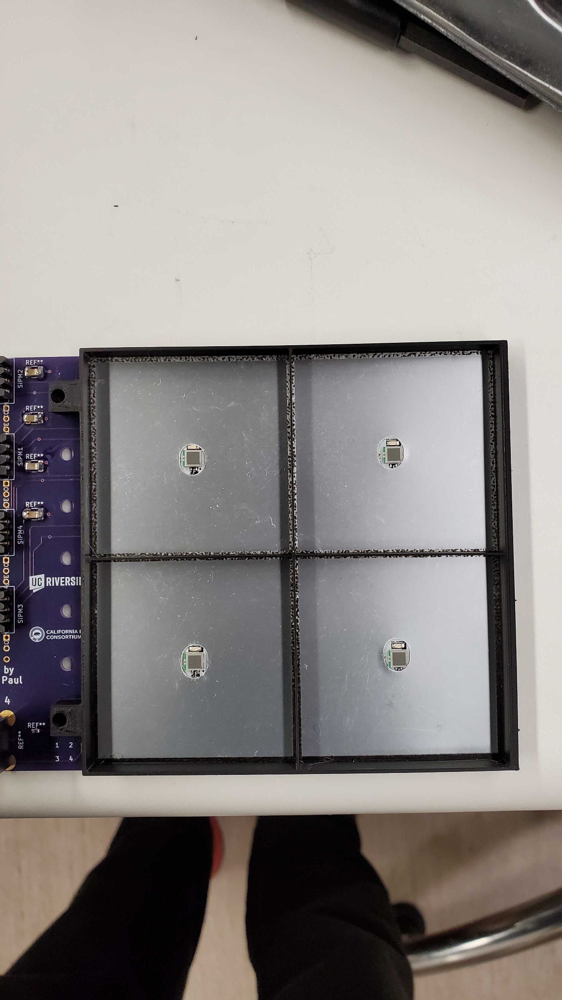 REF**
SiPM2
REF**
SiPM1
REF**
REF**
SiPM4
UC RIVERSI
SiPM3
CALIFORNIA
CONSORTIUM
by
Paul
4
REF**
REF**
1 2
3 4